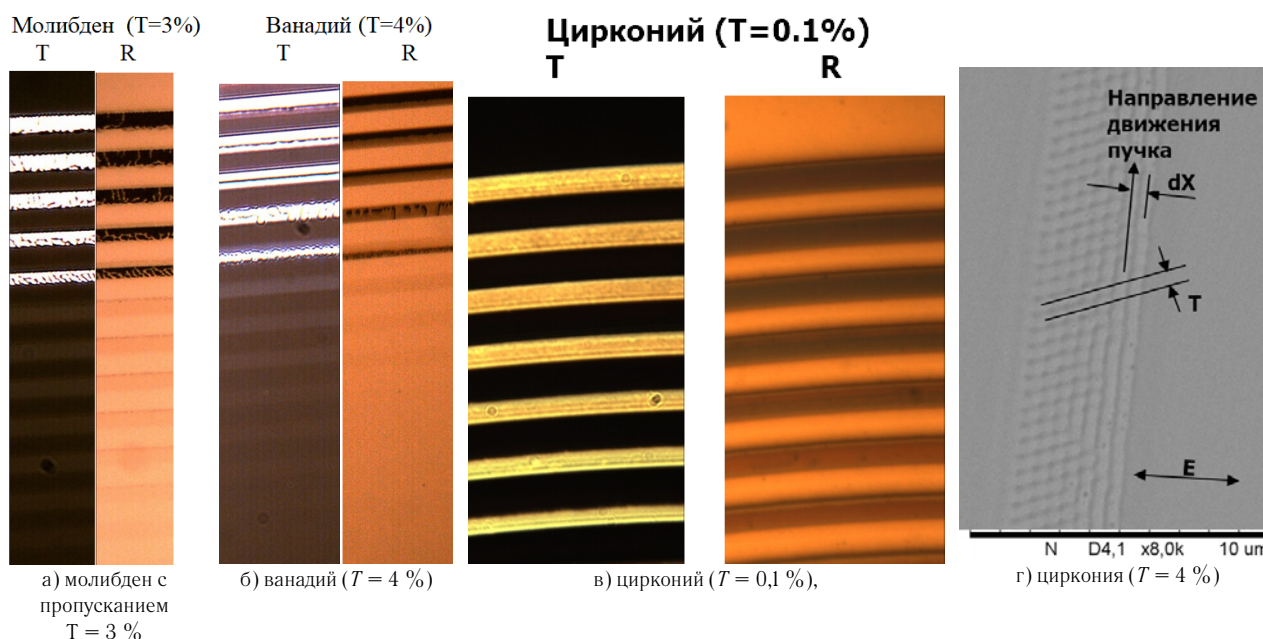 Молибден (T=3%)
T R
Ванадий (T=4%)
T R
Цирконий (T=0.1%)
T R
Направление
движения
пучка
dX
T
E
N D4,1 x8,0k 10 um
а) молибден с
пропусканием
T = 3 %
б) ванадий (T = 4 %)
в) цирконий (T = 0,1 %),
г) циркония (T = 4 %)